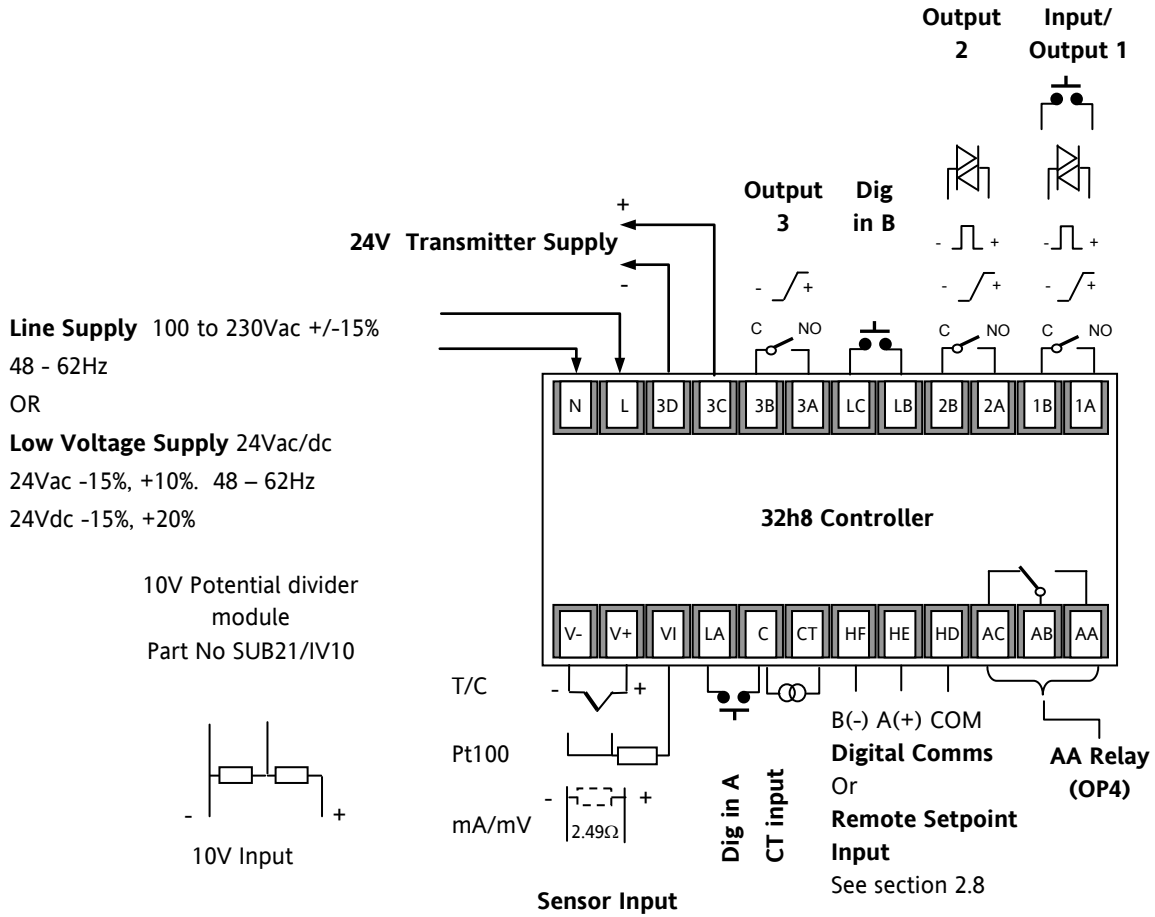 Output
2
Input/
Output 1
Output
3
Dig
in B
+
24V Transmitter Supply
-
- +
- +
- +
- +
- +
Line Supply 100 to 230Vac +/-15%
48 - 62Hz
OR
Low Voltage Supply 24Vac/dc
24Vac -15%, +10%. 48 – 62Hz
24Vdc -15%, +20%
C NO
C NO
C NO
N L 3D 3C 3B 3A LC LB 2B 2A 1B 1A
32h8 Controller
V- V+ VI LA C CT HF HE HD AC AB AA
10V Potential divider
module
Part No SUB21/IV10
- +
10V Input
T/C - +
Pt100
mA/mV - +
2.49Ω
Sensor Input
Dig in A
CT input
B(-) A(+) COM
Digital Comms
Or
Remote Setpoint
Input
See section 2.8
AA Relay
(OP4)